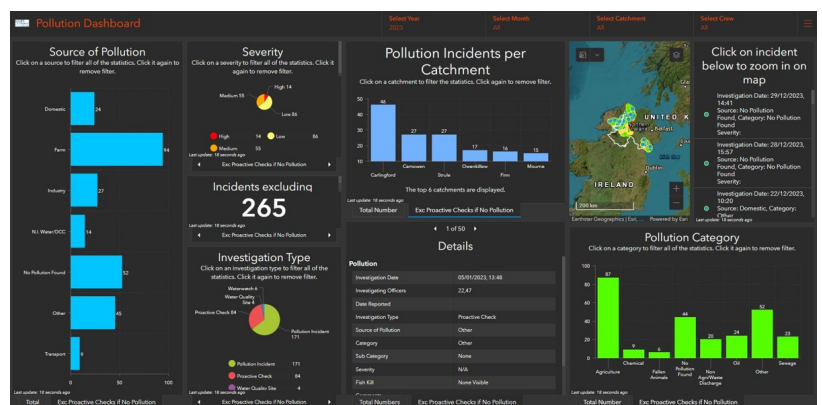 Pollution Dashboard
Select Year
2023
Select Month
All
Select Catchment
All
Select Crew
All
Source of Pollution
Click on a source to filter all of the statistics. Click it again to
remove filter.
Domestic
24
Farm
94
Industry
27
N.I. Water/DCC
14
No Pollution Found
52
Other
45
Transport
9
0
50
100
Last update: 18 seconds ago
Total
Exc Proactive Checks if No Pollution
Severity
Click on a severity to filter all of the statistics. Click it
again to remove filter.
High 14
Medium 55
Low 86
High 14
Low 86
Medium 55
Last update: 18 seconds ago
Exc Proactive Checks if No Pollution
Incidents excluding
265
Last update: 18 seconds ago
Exc Proactive Checks if No Pollution
Investigation Type
Click on an investigation type to filter all of the
statistics. Click it again to remove filter.
Waterwatch 6
Water Quality
Site 4
Proactive Check 84
Pollution Incident
171
Pollution Incident 171
Proactive Check 84
Water Quality Site 4
Last update: 18 seconds ago
Exc Proactive Checks if No Pollution
Pollution Incidents per
Catchment
Click on a catchment to filter the statistics. Click again to remove filter.
50
40
30
20
10
46
27
27
17
16
15
Carlingford
Camowen
Strule
Owenkillew
Finn
Mourne
The top 6 catchments are displayed.
Last update: 18 seconds ago
Total Number
Exc Proactive Checks if No Pollution
1 of 50
Details
Pollution
Investigation Date 05/01/2023, 13:48
Investigating Officers 22,47
Date Reported
Investigation Type Proactive Check
Source of Pollution Other
Category Other
Sub Category None
Severity N/A
Fish Kill None Visible
Comments
Last update: 18 seconds ago
Total Numbers
Exc Proactive Checks if No Pollution
UNITED K
Northern
Ireland
Belfast
Dublin
IRELAND
200 km
Earthstar Geographics | Esri, ...
Powered by Esri
Click on incident
below to zoom in on
map
Investigation Date: 29/12/2023,
14:41
Source: No Pollution
Found, Category: No Pollution
Found
Severity:
Investigation Date: 28/12/2023,
15:57
Source: No Pollution
Found, Category: No Pollution
Found
Severity:
Investigation Date: 22/12/2023,
10:20
Source: Domestic, Category:
Other
Last update: 18 seconds ago
Pollution Category
Click on a category to filter all of the statistics. Click it again to remove filter.
100
80
60
40
20
0
87
9
6
44
20
24
52
23
Agriculture
Chemical
Fallen
Animals
No
Pollution
Found
Non
Agri/Waste
Discharge
Oil
Other
Sewage
Last update: 18 seconds ago
Total Number
Exc Proactive Checks if No Pollution